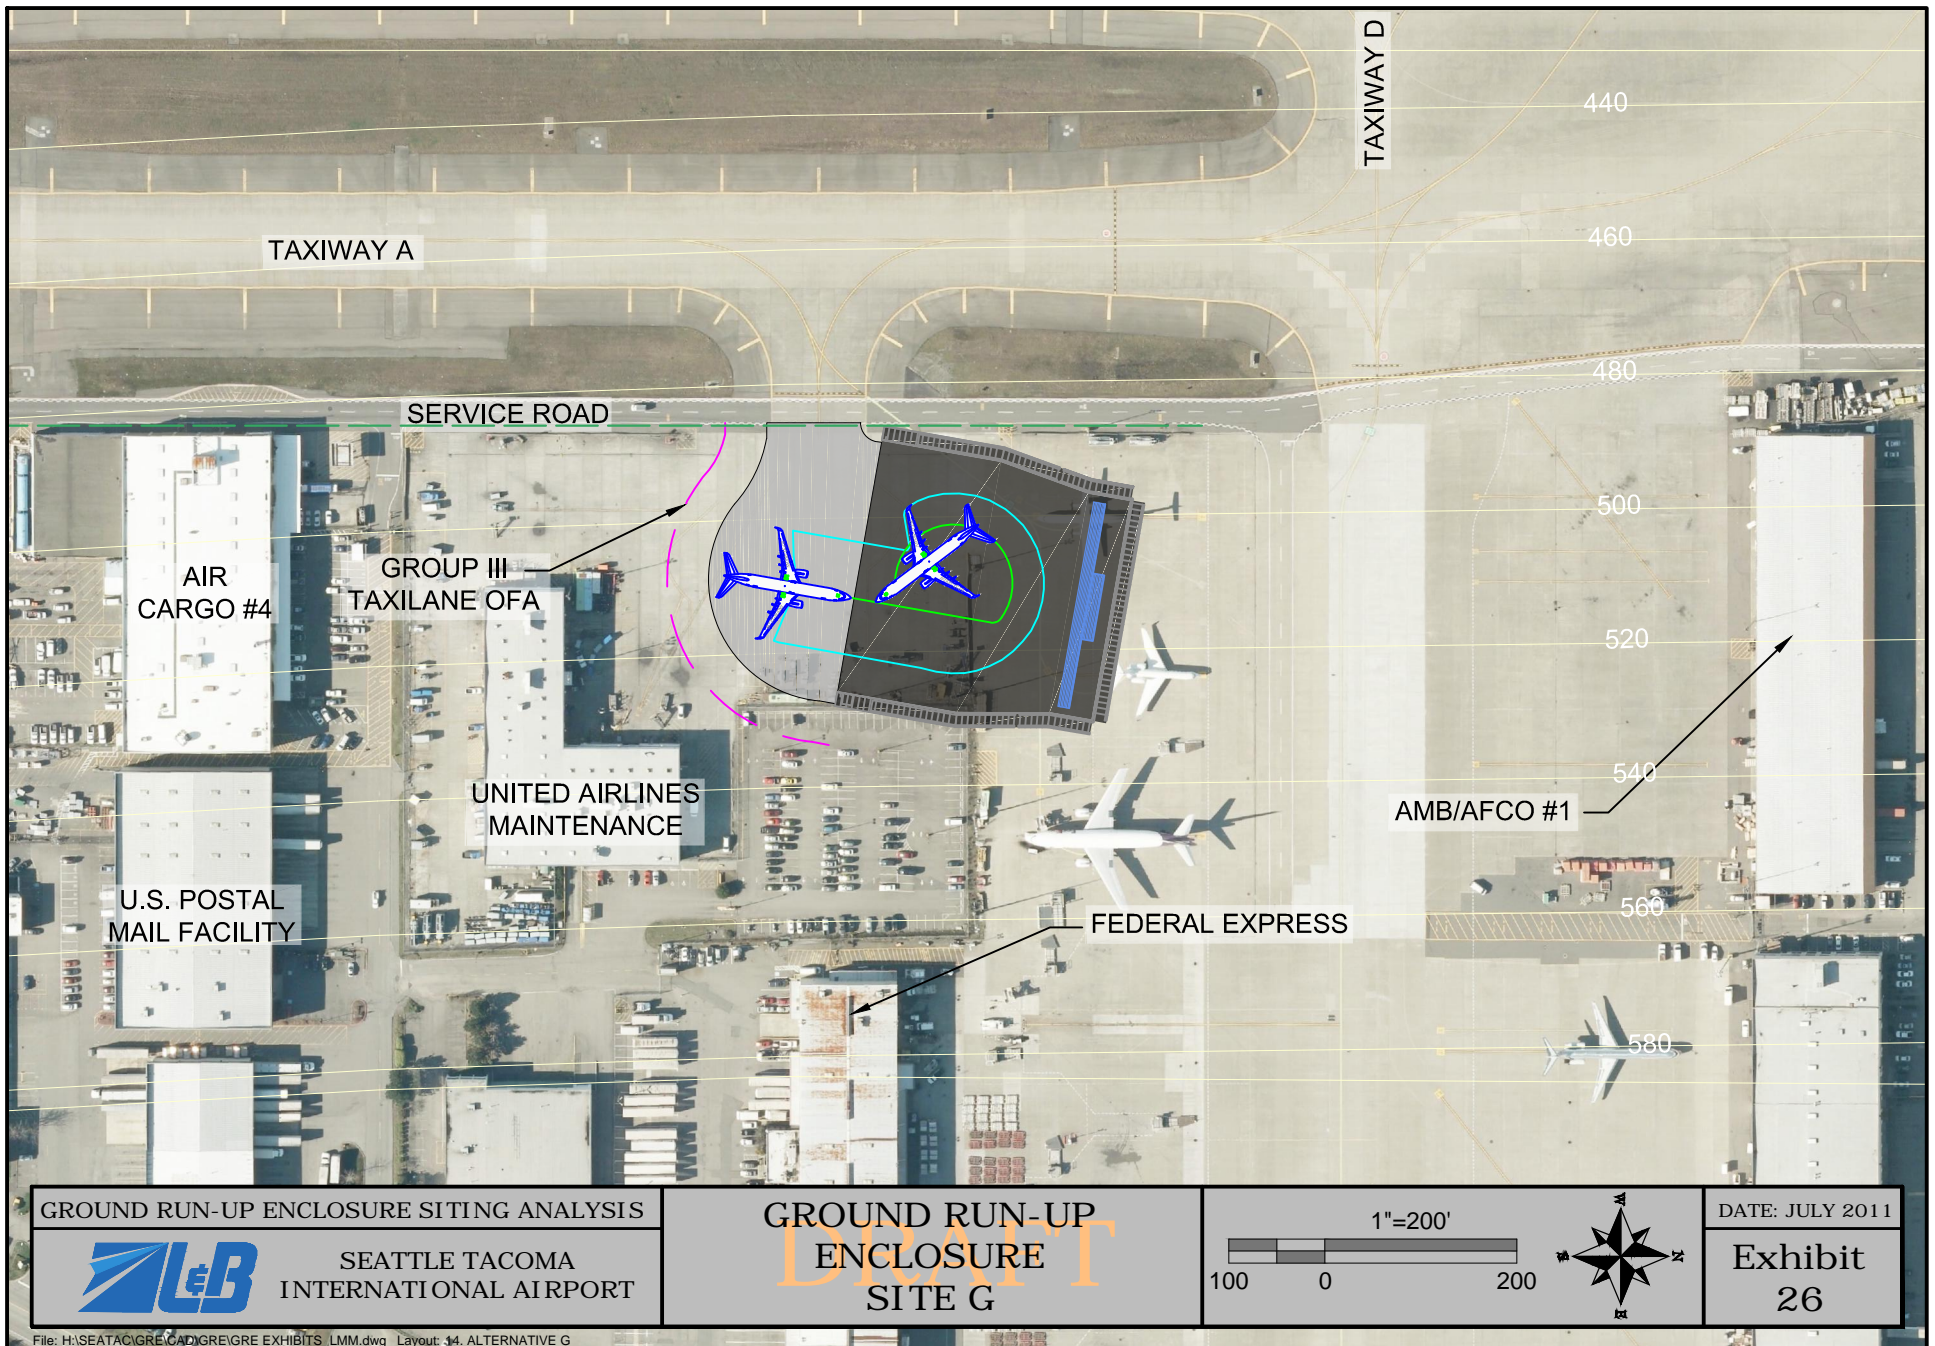 TAXIWAY D
440
TAXIWAY A
460
480
SERVICE ROAD
500
GROUP III
TAXILANE OFA
AIR
CARGO #4
520
540
UNITED AIRLINES
MAINTENANCE
AMB/AFCO #1
U.S. POSTAL
MAIL FACILITY
560
FEDERAL EXPRESS
580
GROUND RUN-UP ENCLOSURE SITING ANALYSIS
L&B
SEATTLE TACOMA
INTERNATIONAL AIRPORT
GROUND RUN-UP
ENCLOSURE
SITE G
DRAFT
1"=200'
100 0 200
W
N
S
E
DATE: JULY 2011
Exhibit
26
File: H:\SEATAC\GRE\CAD\GRE\GRE EXHIBITS_LMM.dwg Layout: 14. ALTERNATIVE G